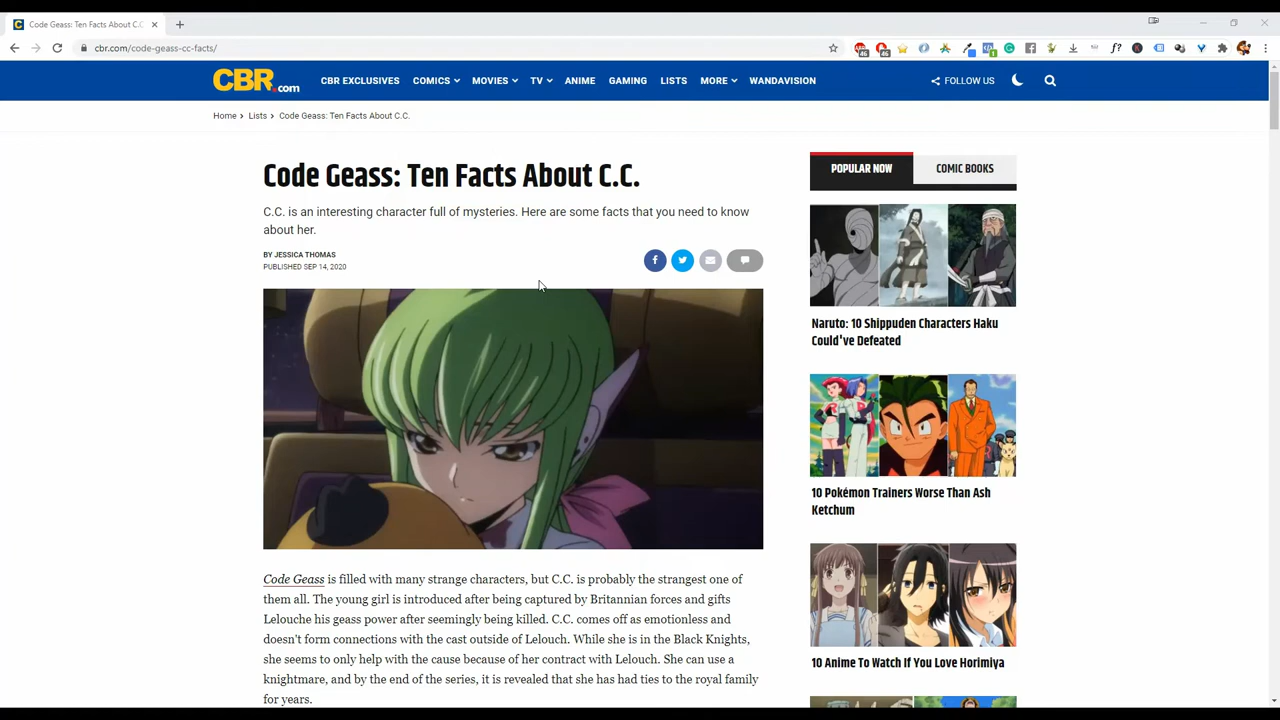 Code Geass: Ten Facts About C.C
cbr.com/code-geass-cc-facts/
46
46
1
f?
CBR.com
CBR EXCLUSIVES
COMICS
MOVIES
TV
ANIME
GAMING
LISTS
MORE
WANDAVISION
FOLLOW US
Home
Lists
Code Geass: Ten Facts About C.C.
Code Geass: Ten Facts About C.C.
C.C. is an interesting character full of mysteries. Here are some facts that you need to know
about her.
BY JESSICA THOMAS
PUBLISHED SEP 14, 2020
Code Geass is filled with many strange characters, but C.C. is probably the strangest one of
them all. The young girl is introduced after being captured by Britannian forces and gifts
Lelouche his geass power after seemingly being killed. C.C. comes off as emotionless and
doesn't form connections with the cast outside of Lelouch. While she is in the Black Knights,
she seems to only help with the cause because of her contract with Lelouch. She can use a
knightmare, and by the end of the series, it is revealed that she has had ties to the royal family
for years.
POPULAR NOW
COMIC BOOKS
Naruto: 10 Shippuden Characters Haku
Could've Defeated
10 Pokémon Trainers Worse Than Ash
Ketchum
10 Anime To Watch If You Love Horimiya